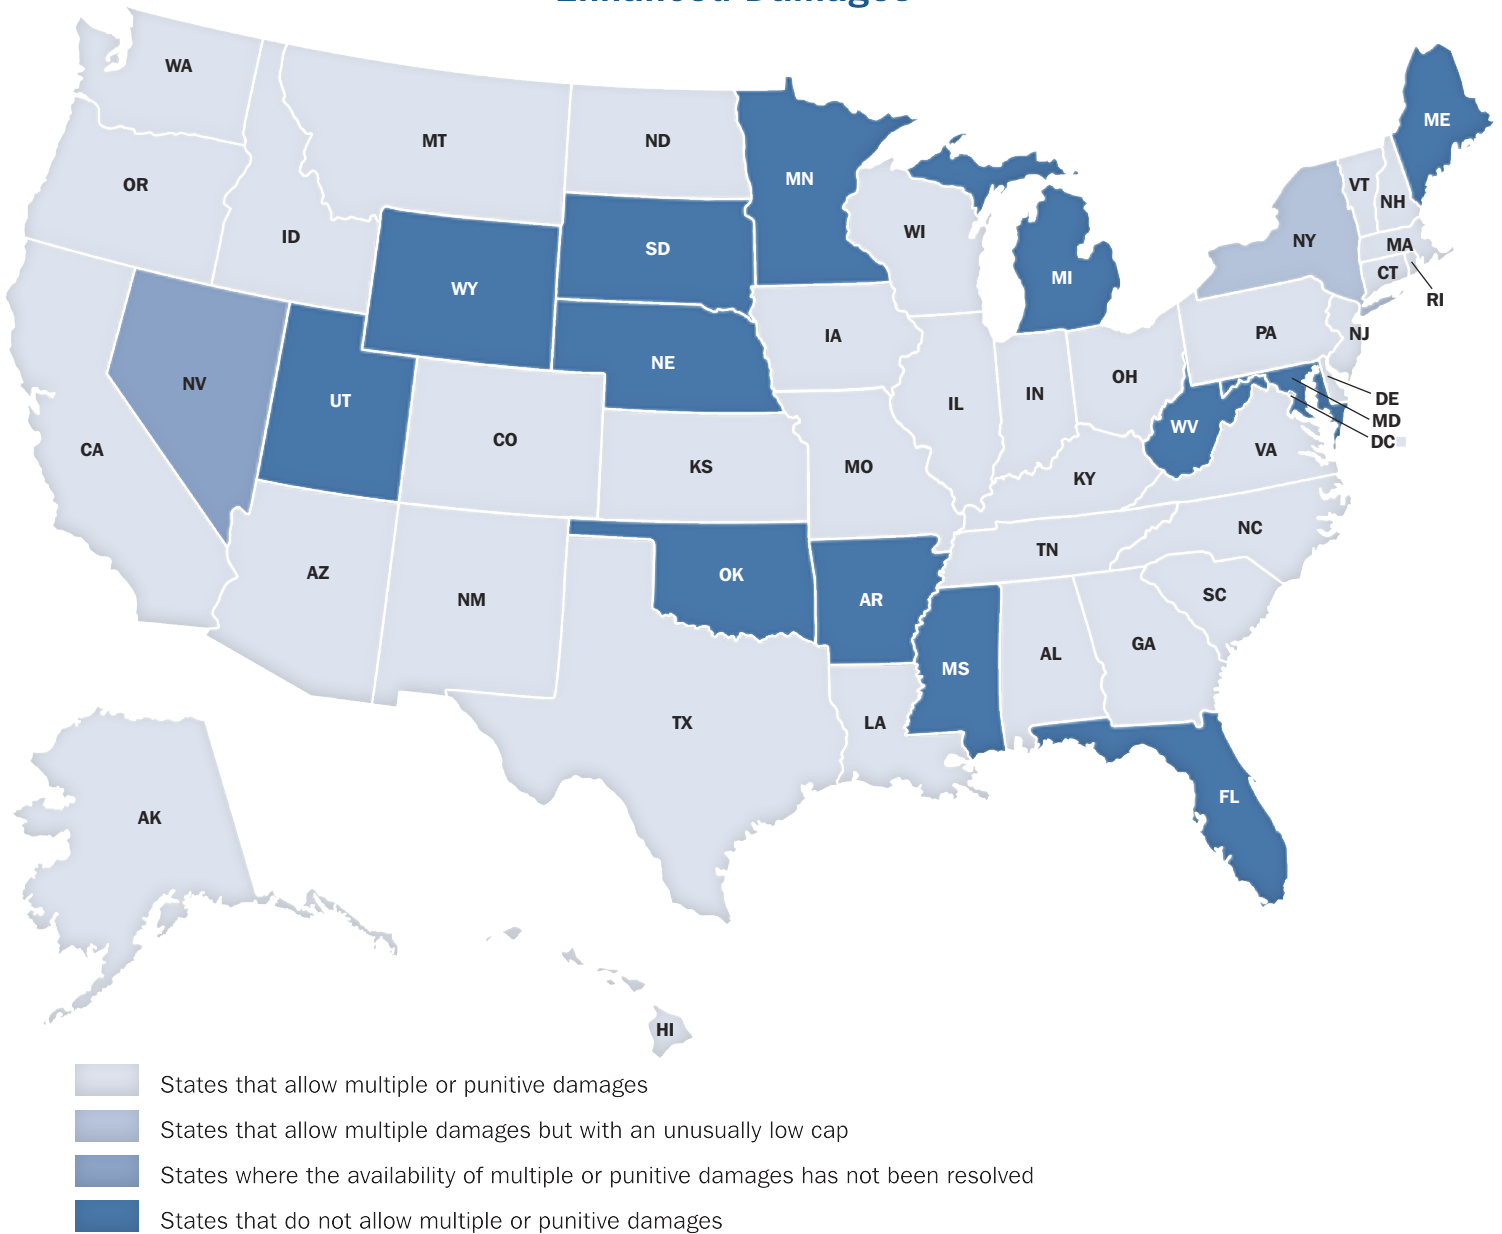 Enhanced Damages
WA
MT
ND
MN
ME
OR
ID
WY
SD
WI
MI
NY
VT
NH
MA
CT
RI
NV
UT
NE
IA
PA
NJ
CA
CO
KS
MO
IL
IN
OH
WV
VA
KY
DE
MD
DC
AZ
NM
OK
AR
TN
NC
SC
MS
AL
GA
TX
LA
FL
AK
HI
States that allow multiple or punitive damages
States that allow multiple damages but with an unusually low cap
States where the availability of multiple or punitive damages has not been resolved
States that do not allow multiple or punitive damages